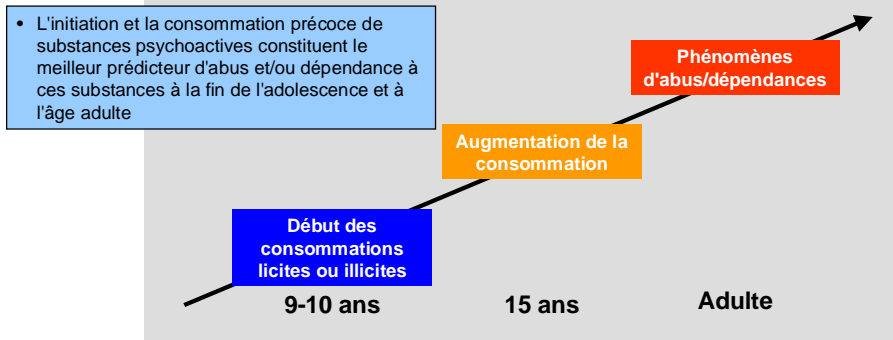 • L'initiation et la consommation précoce de
substances psychoactives constituent le
meilleur prédicteur d'abus et/ou dépendance à
ces substances à la fin de l'adolescence et à
l'âge adulte
Phénomènes
d'abus/dépendances
Augmentation de la
consommation
Début des
consommations
licites ou illicites
9-10 ans
15 ans
Adulte